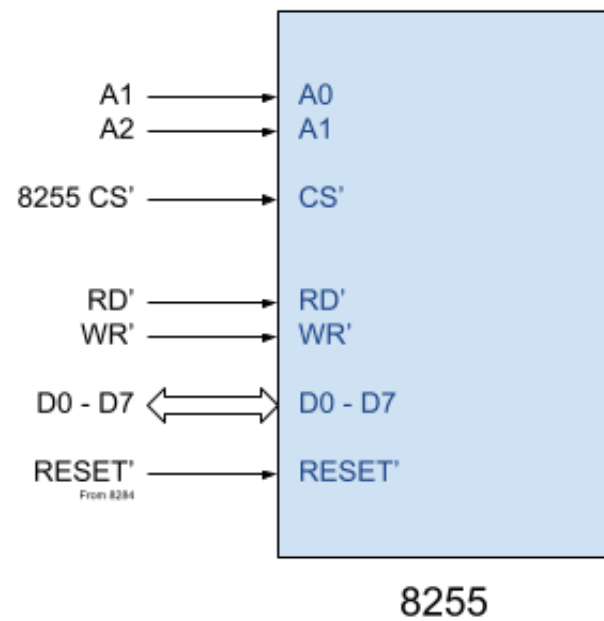 A1 A0
A2 A1
8255 CS' CS'
RD' RD'
WR' WR'
D0 - D7 D0 - D7
RESET' RESET'
From 8284
8255